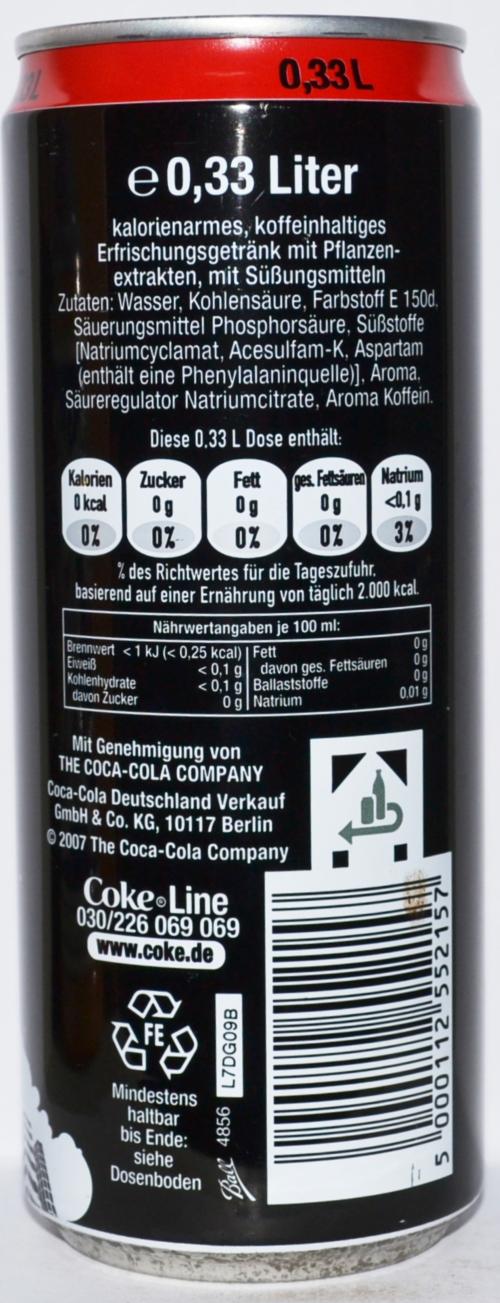 0,33L
e 0,33 Liter
kalorienarmes, koffeinhaltiges
Erfrischungsgetränk mit Pflanzen-
extrakten, mit Süßungsmitteln
Zutaten: Wasser, Kohlensäure, Farbstoff E 150d,
Säuerungsmittel Phosphorsäure, Süßstoffe
[Natriumcyclamat, Acesulfam-K, Aspartam
(enthält eine Phenylalaninquelle)], Aroma,
Säureregulator Natriumcitrate, Aroma Koffein.
Diese 0,33 L Dose enthält:
Kalorien Zucker Fett ges. Fettsäuren Natrium
0 kcal 0 g 0 g 0 g <0,1 g
0% 0% 0% 0% 3%
% des Richtwertes für die Tageszufuhr,
basierend auf einer Ernährung von täglich 2.000 kcal.
Nährwertangaben je 100 ml:
Brennwert < 1 kJ (< 0,25 kcal) Fett 0 g
Eiweiß < 0,1 g davon ges. Fettsäuren 0 g
Kohlenhydrate < 0,1 g Ballaststoffe 0 g
davon Zucker 0 g Natrium 0,01 g
Mit Genehmigung von
THE COCA-COLA COMPANY
Coca-Cola Deutschland Verkauf
GmbH & Co. KG, 10117 Berlin
© 2007 The Coca-Cola Company
Coke® Line
030/226 069 069
www.coke.de
FE
Mindestens
haltbar
bis Ende:
siehe
Dosenboden
Ball 4856 L7DG09B
5 000112 552157